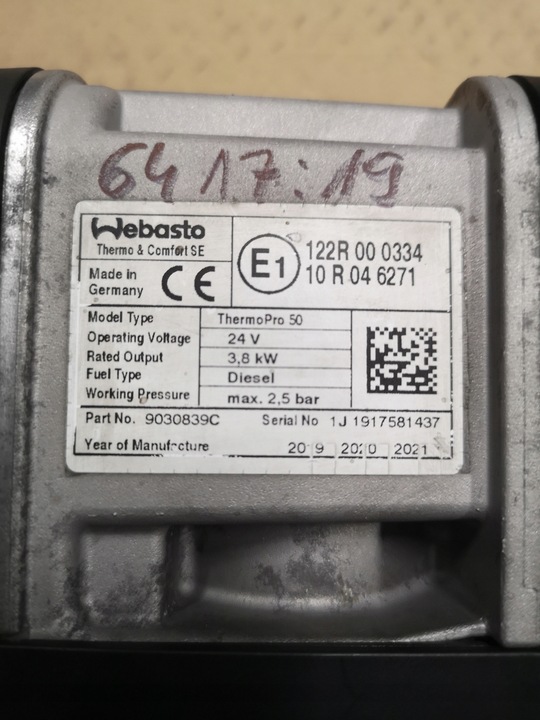 64 17:19
Webasto
Thermo & Comfort SE
Made in
Germany
CE
E1
122R 00 0334
10 R 04 6271
Model Type ThermoPro 50
Operating Voltage 24 V
Rated Output 3,8 kW
Fuel Type Diesel
Working Pressure max. 2,5 bar
Part No. 9030839C Serial No 1J 1917581437
Year of Manufacture 2019 2020 2021